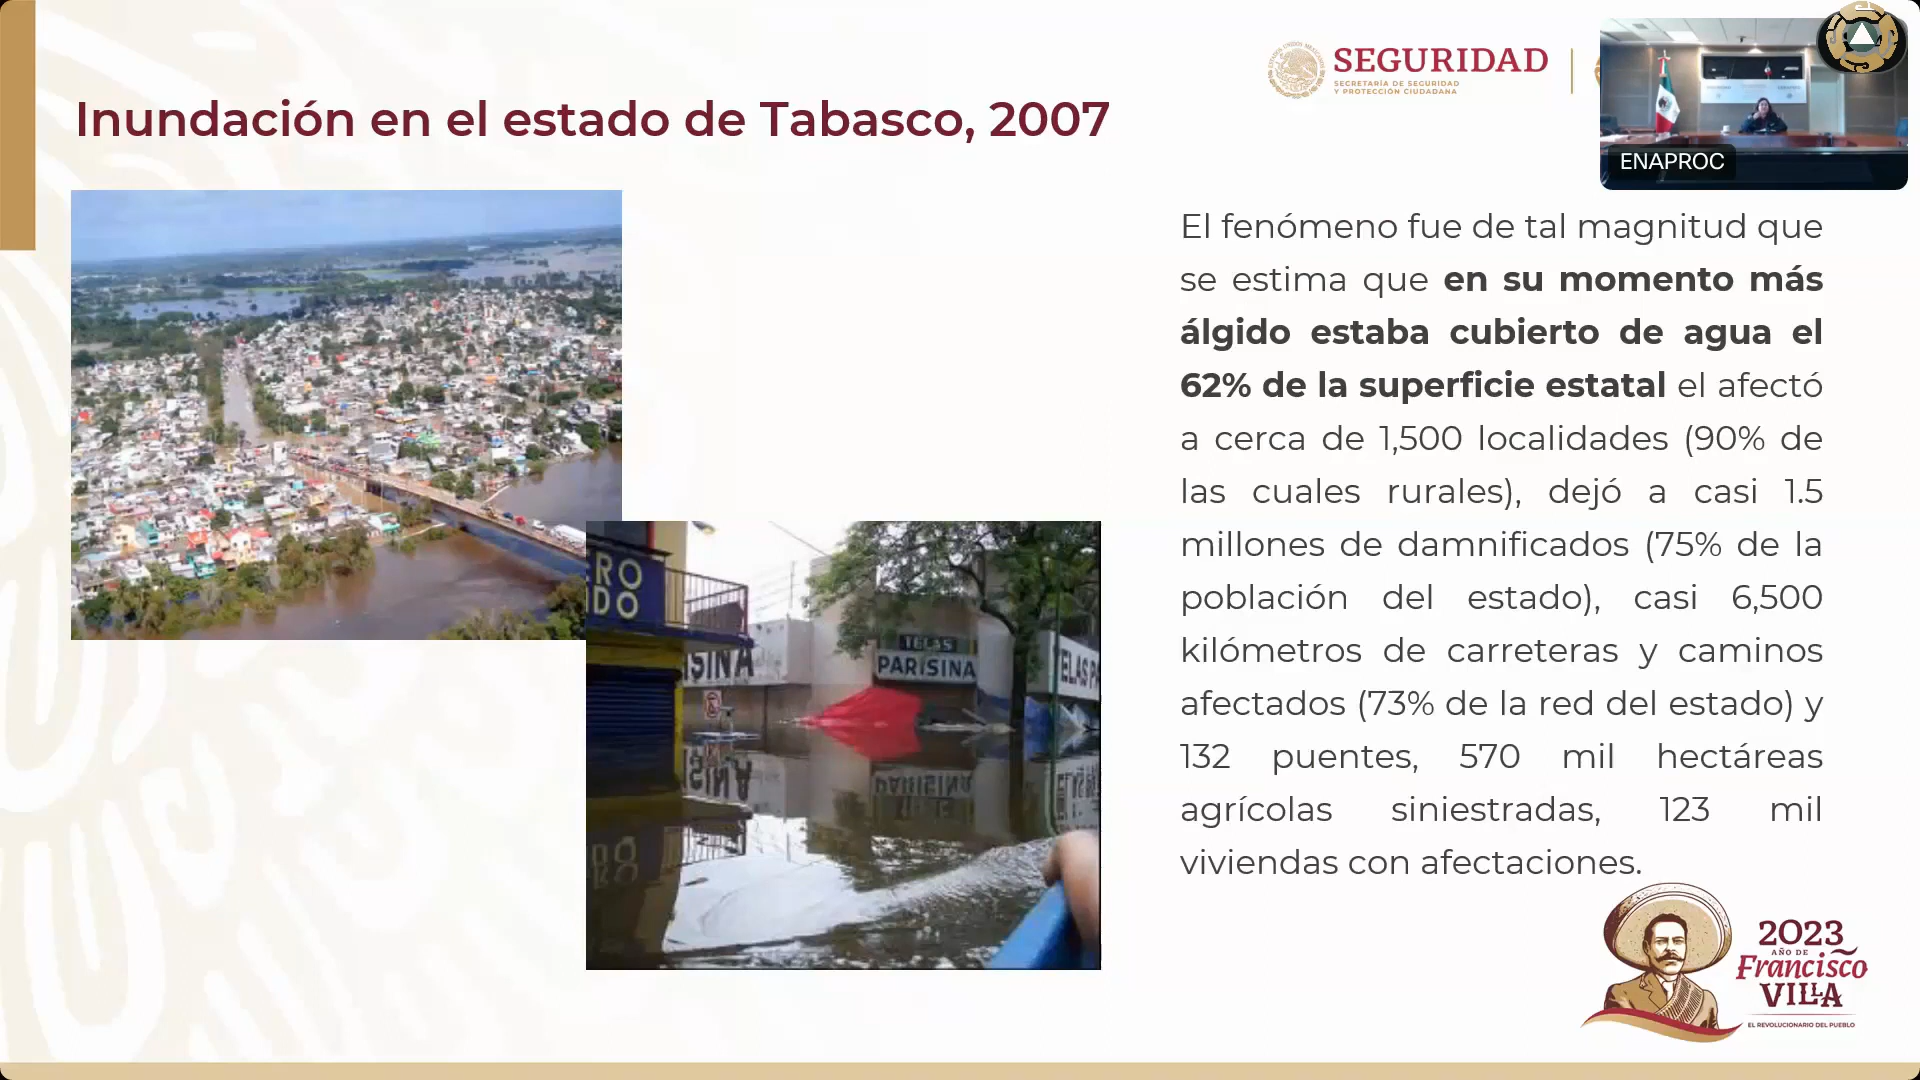 SEGURIDAD
SECRETARÍA DE SEGURIDAD
Y PROTECCIÓN CIUDADANA
ENAPROC
Inundación en el estado de Tabasco, 2007
El fenómeno fue de tal magnitud que
se estima que en su momento más
álgido estaba cubierto de agua el
62% de la superficie estatal el afectó
a cerca de 1,500 localidades (90% de
las cuales rurales), dejó a casi 1.5
millones de damnificados (75% de la
población del estado), casi 6,500
kilómetros de carreteras y caminos
afectados (73% de la red del estado) y
132 puentes, 570 mil hectáreas
agrícolas siniestradas, 123 mil
viviendas con afectaciones.
RO
DO
SINA
TELAS
PARISINA
TELAS PA
2023
AÑO DE
Francisco
VILLA
EL REVOLUCIONARIO DEL PUEBLO